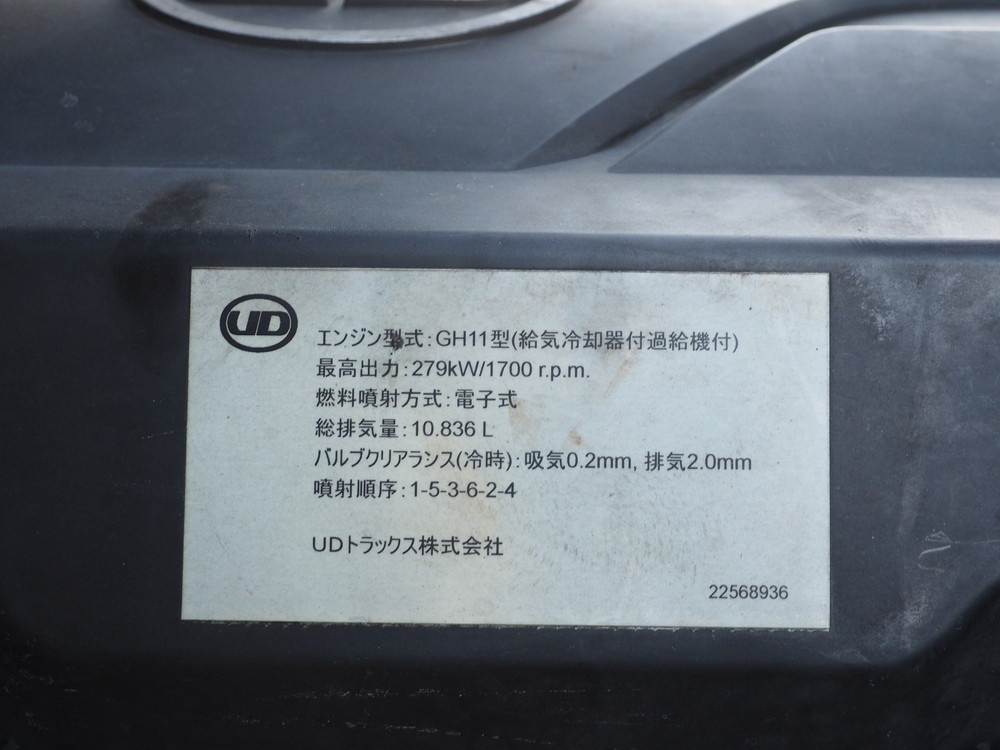 UD
エンジン型式:GH11型(給気冷却器付過給機付)
最高出力:279kW/1700 r.p.m.
燃料噴射方式:電子式
総排気量:10.836 L
バルブクリアランス(冷時):吸気0.2mm, 排気2.0mm
噴射順序:1-5-3-6-2-4
UDトラックス株式会社
22568936